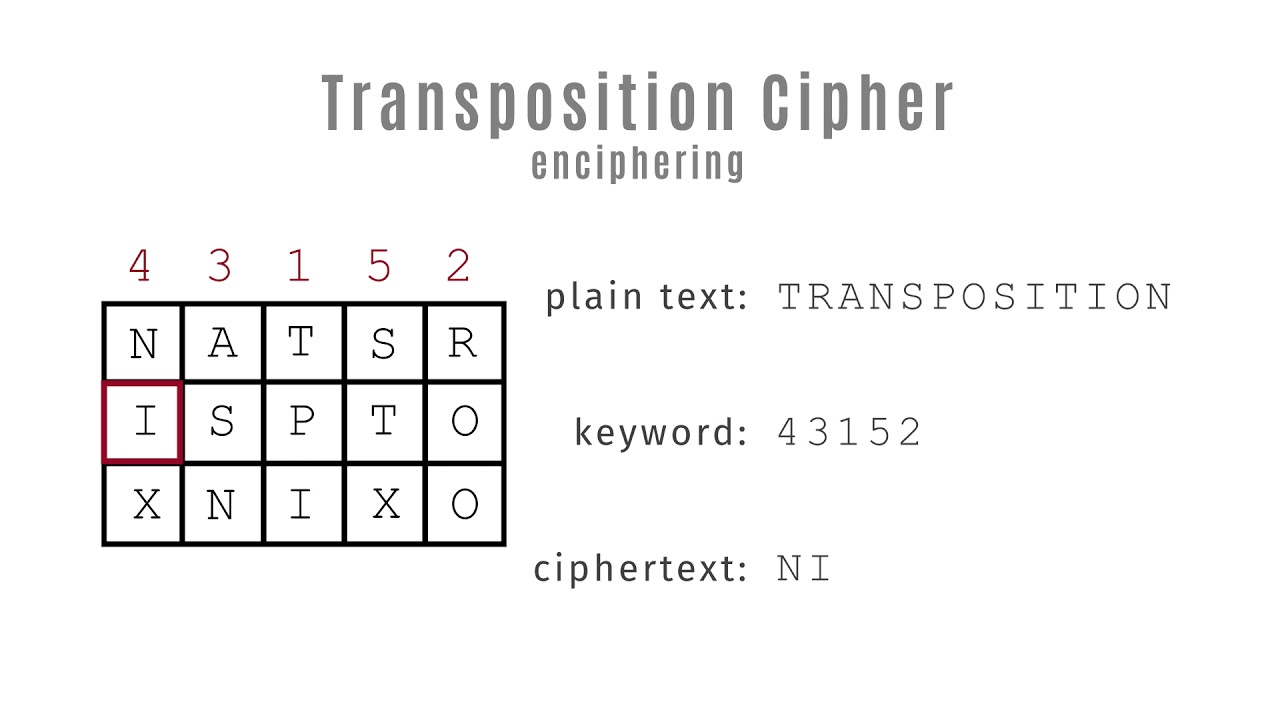 Transposition Cipher
enciphering
4 3 1 5 2
N A T S R
I S P T O
X N I X O
plain text: TRANSPOSITION
keyword: 43152
ciphertext: NI